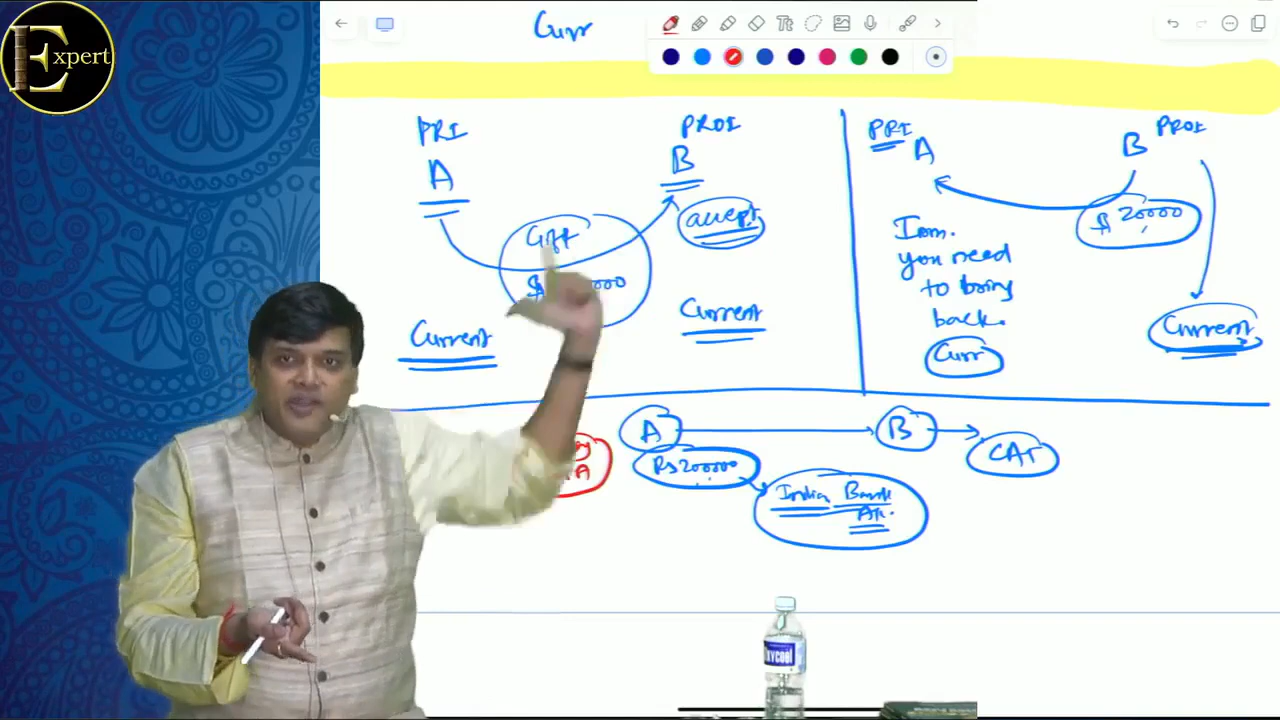 Expert
Curr
Tt
PRI
A
PROI
B
Gift
$
accept
Current
Current
PRI
A
B PROI
$ 20000
Imm.
you need
to bring
back.
Curr
Current
A
B
CAT
Rs 200000
India Bank
A/c.
A